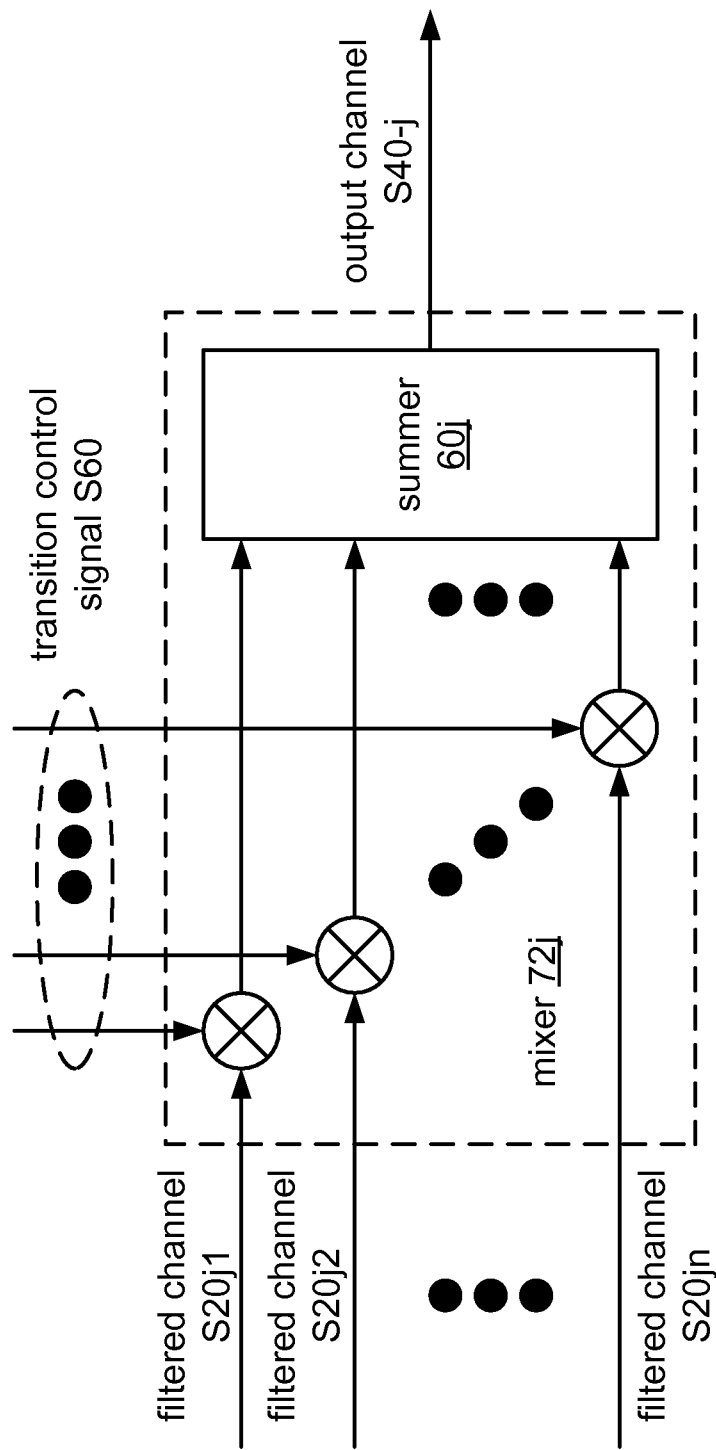 transition control
signal S60
filtered channel
S20j1
filtered channel
S20j2
filtered channel
S20jn
mixer 72j
summer
60j
output channel
S40-j